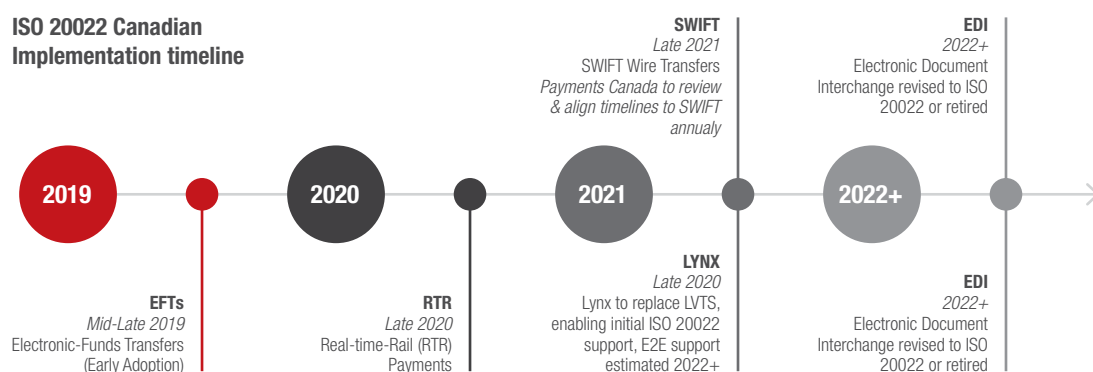 ISO 20022 Canadian
Implementation timeline
SWIFT
Late 2021
SWIFT Wire Transfers
Payments Canada to review
& align timelines to SWIFT
annualy
EDI
2022+
Electronic Document
Interchange revised to ISO
20022 or retired
2019
2020
2021
2022+
EFTs
Mid-Late 2019
Electronic-Funds Transfers
(Early Adoption)
RTR
Late 2020
Real-time-Rail (RTR)
Payments
LYNX
Late 2020
Lynx to replace LVTS,
enabling initial ISO 20022
support, E2E support
estimated 2022+
EDI
2022+
Electronic Document
Interchange revised to ISO
20022 or retired